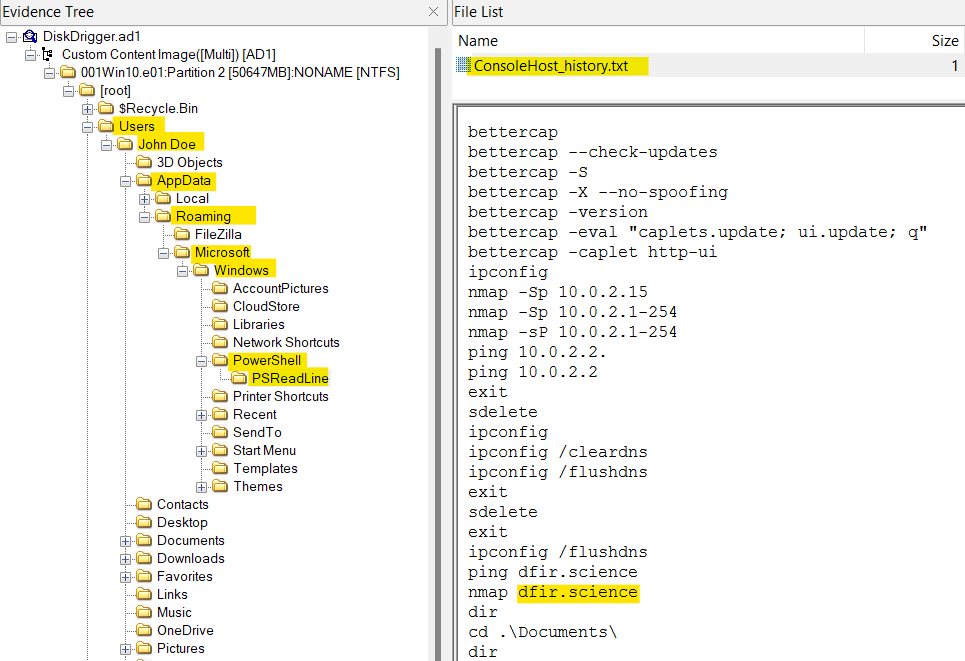 Evidence Tree
DiskDrigger.ad1
Custom Content Image([Multi]) [AD1]
001Win10.e01:Partition 2 [50647MB]:NONAME [NTFS]
[root]
$Recycle.Bin
Users
John Doe
3D Objects
AppData
Local
Roaming
FileZilla
Microsoft
Windows
AccountPictures
CloudStore
Libraries
Network Shortcuts
PowerShell
PSReadLine
Printer Shortcuts
Recent
SendTo
Start Menu
Templates
Themes
Contacts
Desktop
Documents
Downloads
Favorites
Links
Music
OneDrive
Pictures
File List
Name Size
ConsoleHost_history.txt 1
bettercap
bettercap --check-updates
bettercap -S
bettercap -X --no-spoofing
bettercap -version
bettercap -eval "caplets.update; ui.update; q"
bettercap -caplet http-ui
ipconfig
nmap -Sp 10.0.2.15
nmap -Sp 10.0.2.1-254
nmap -sP 10.0.2.1-254
ping 10.0.2.2.
ping 10.0.2.2
exit
sdelete
ipconfig
ipconfig /cleardns
ipconfig /flushdns
exit
sdelete
exit
ipconfig /flushdns
ping dfir.science
nmap dfir.science
dir
cd .\Documents\
dir